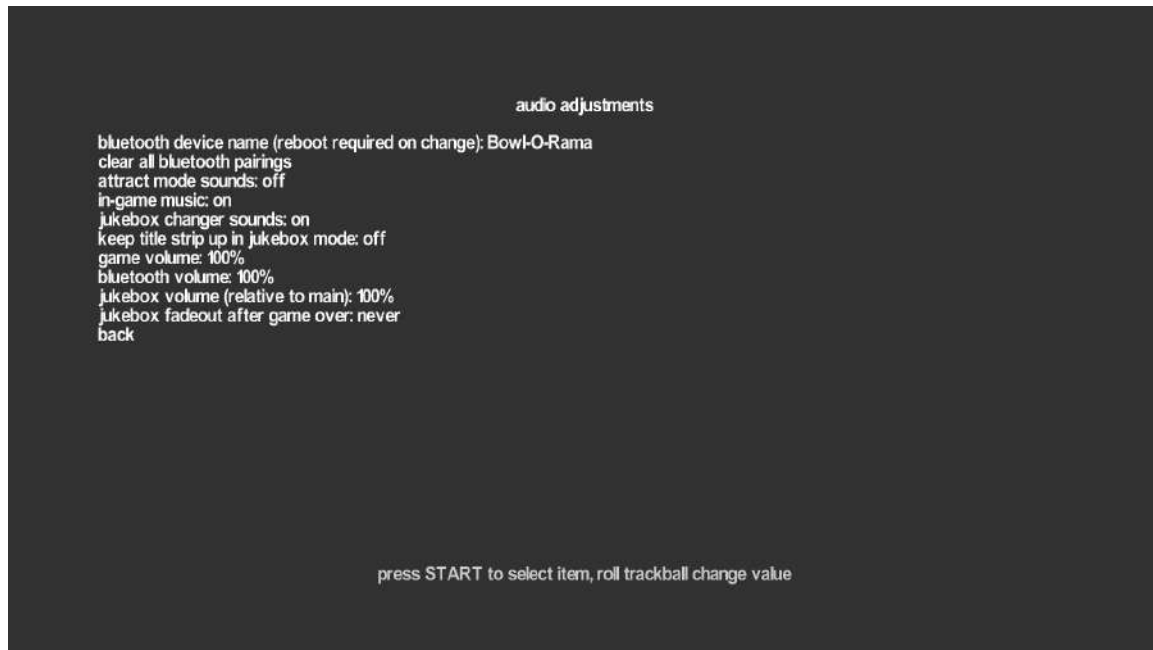 audio adjustments
bluetooth device name (reboot required on change): Bowl-O-Rama
clear all bluetooth pairings
attract mode sounds: off
in-game music: on
jukebox changer sounds: on
keep title strip up in jukebox mode: off
game volume: 100%
bluetooth volume: 100%
jukebox volume (relative to main): 100%
jukebox fadeout after game over: never
back
press START to select item, roll trackball change value